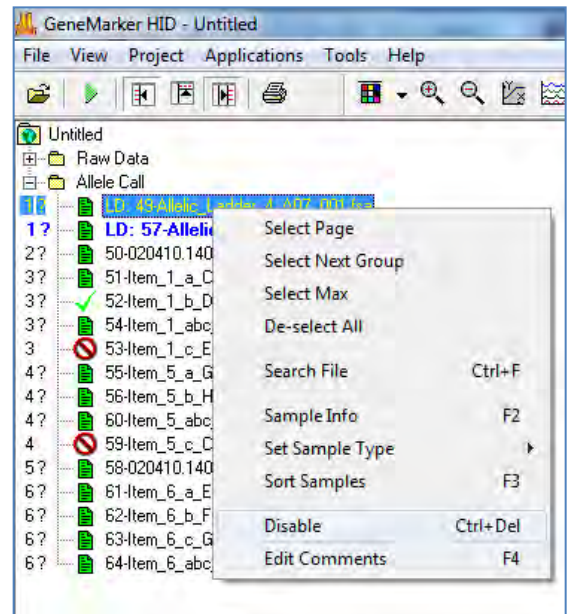 GeneMarker HID - Untitled
File View Project Applications Tools Help
Untitled
Raw Data
Allele Call
1? LD: 49-Allelic_Ladder_4_A07_001.fsa
1? LD: 57-Alleli
2? 50-020410.140
3? 51-Item_1_a_C
3? 52-Item_1_b_D
3? 54-Item_1_abc
3 53-Item_1_c_E
4? 55-Item_5_a_G
4? 56-Item_5_b_H
4? 60-Item_5_abc
4 59-Item_5_c_C
5? 58-020410.140
6? 61-Item_6_a_E
6? 62-Item_6_b_F
6? 63-Item_6_c_G
6? 64-Item_6_abc
Select Page
Select Next Group
Select Max
De-select All
Search File Ctrl+F
Sample Info F2
Set Sample Type
Sort Samples F3
Disable Ctrl+Del
Edit Comments F4